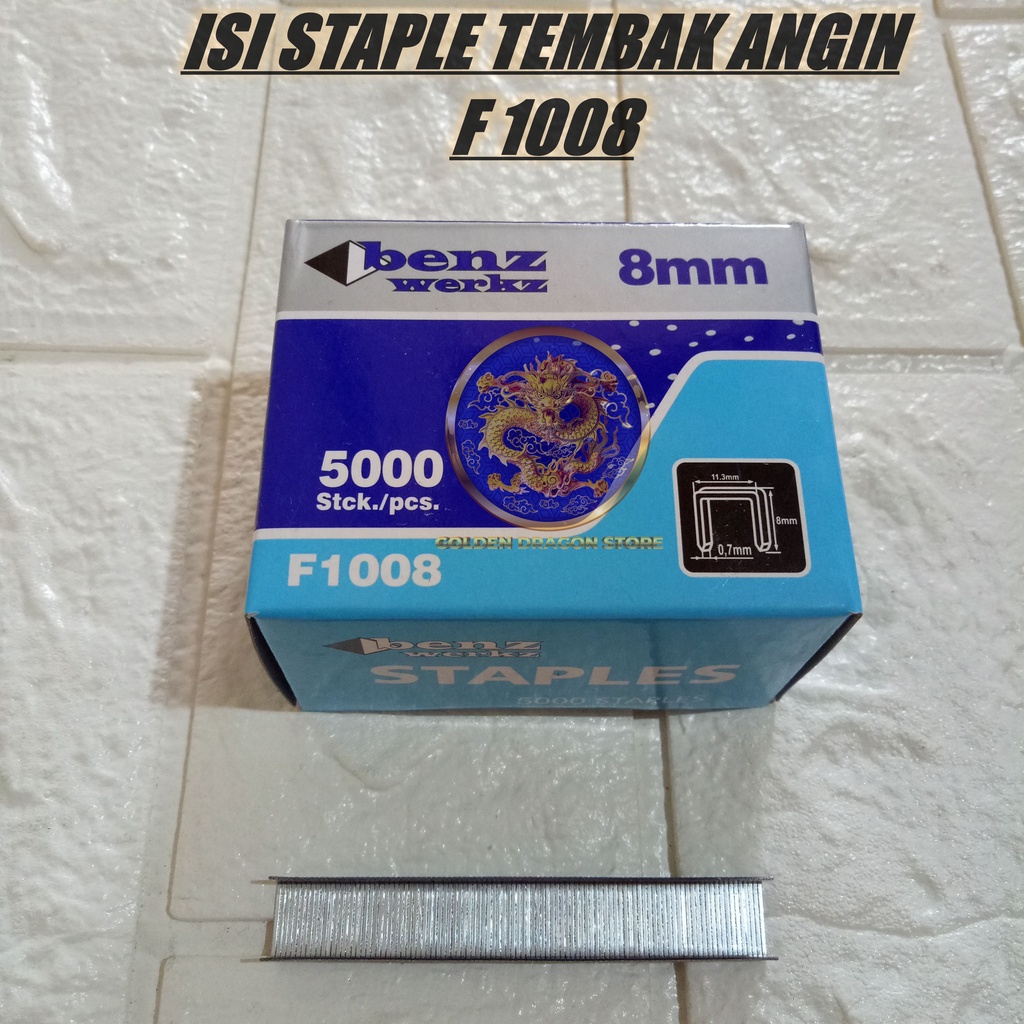 ISI STAPLE TEMBAK ANGIN
F 1008
benz
werkz
8mm
5000
Stck./pcs.
GOLDEN DRAGON STORE
11.3mm
8mm
0,7mm
F1008
benz
werkz
STAPLES
5000 STAPLES